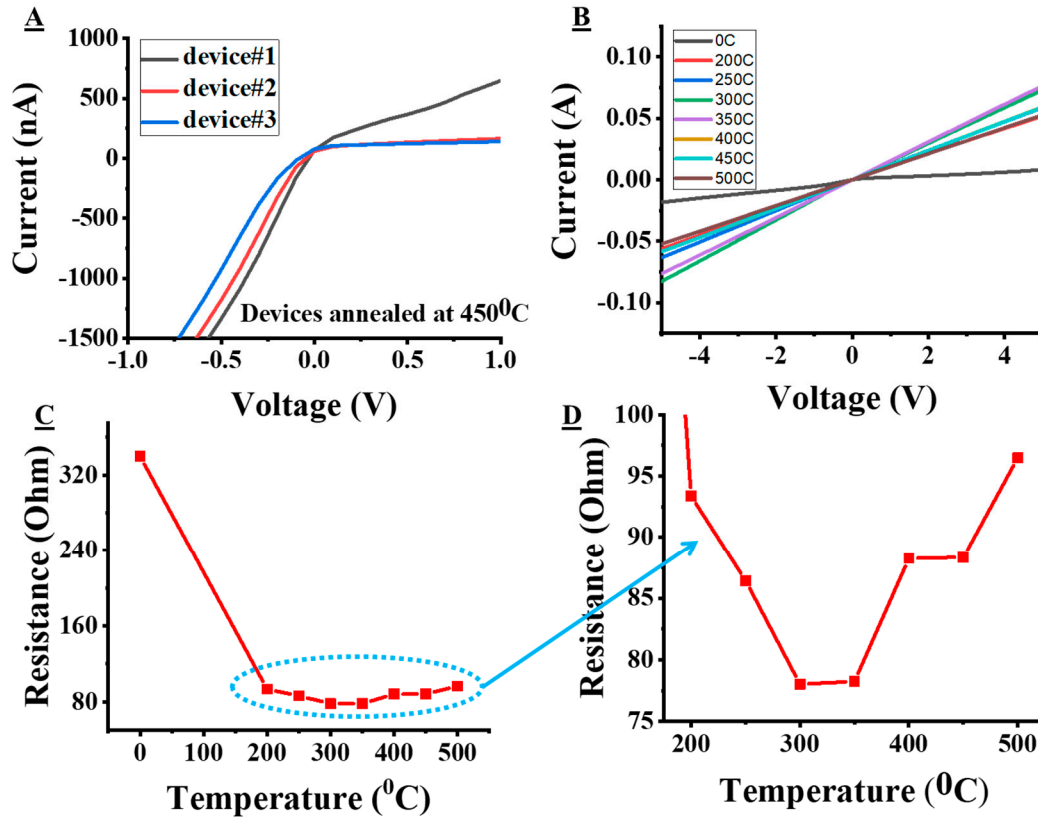 A
1000
500
0
-500
-1000
-1500
Current (nA)
device#1
device#2
device#3
Devices annealed at 450⁰C
-1.0
-0.5
0.0
0.5
1.0
Voltage (V)
B
0.10
0.05
0.00
-0.05
-0.10
Current (A)
0C
200C
250C
300C
350C
400C
450C
500C
-4
-2
0
2
4
Voltage (V)
C
320
240
160
80
Resistance (Ohm)
0
100
200
300
400
500
Temperature (⁰C)
D
100
95
90
85
80
75
Resistance (Ohm)
200
300
400
500
Temperature (⁰C)